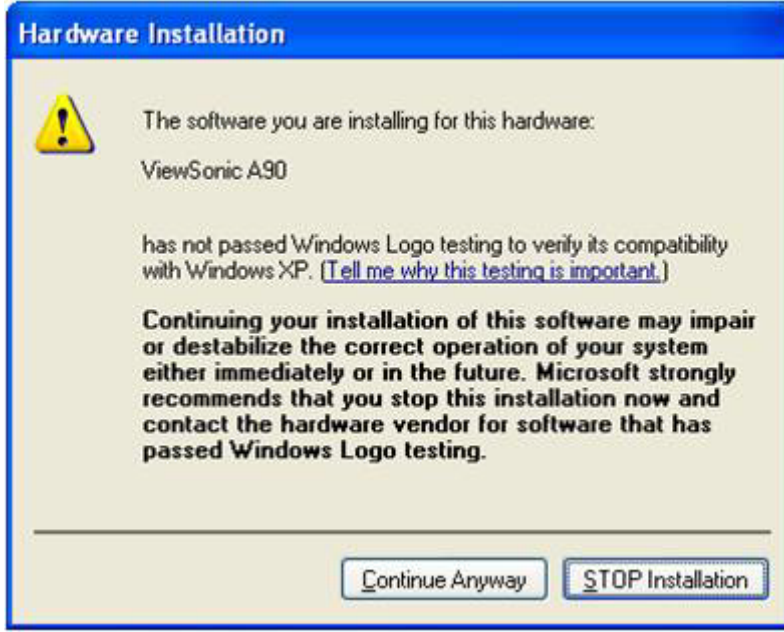 Hardware Installation
The software you are installing for this hardware:
ViewSonic A90
has not passed Windows Logo testing to verify its compatibility
with Windows XP. (Tell me why this testing is important.)
Continuing your installation of this software may impair
or destabilize the correct operation of your system
either immediately or in the future. Microsoft strongly
recommends that you stop this installation now and
contact the hardware vendor for software that has
passed Windows Logo testing.
Continue Anyway
STOP Installation